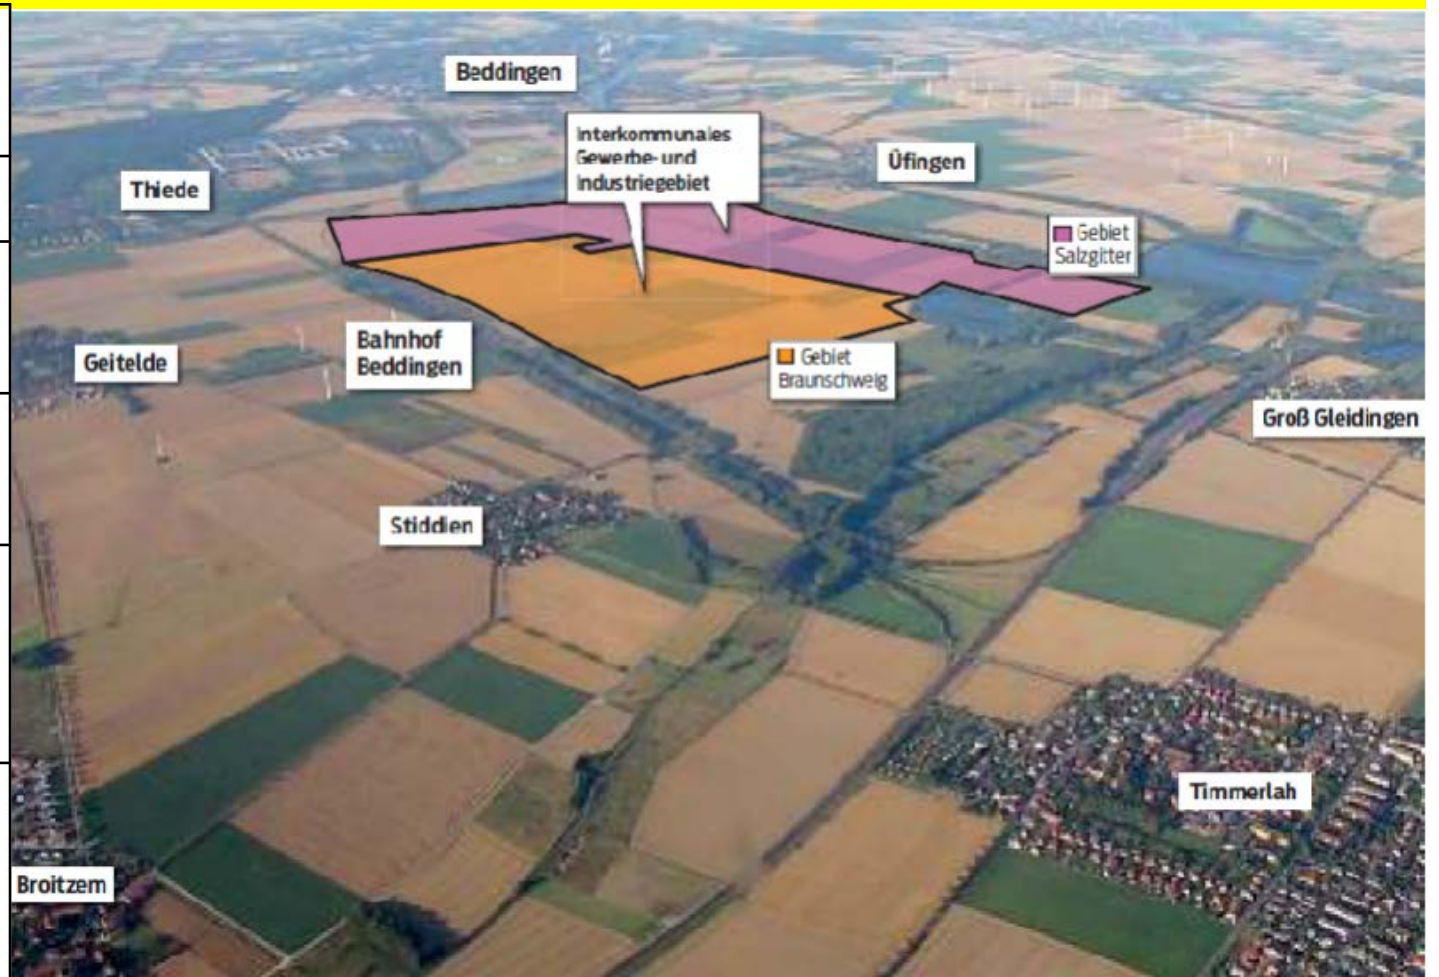 Beddingen
Interkommunales
Gewerbe- und
Industriegebiet
Üfingen
Thiede
Gebiet
Salzgitter
Bahnhof
Beddingen
Geitelde
Gebiet
Braunschweig
Groß Gleidingen
Stiddien
Timmerlah
Broitzem